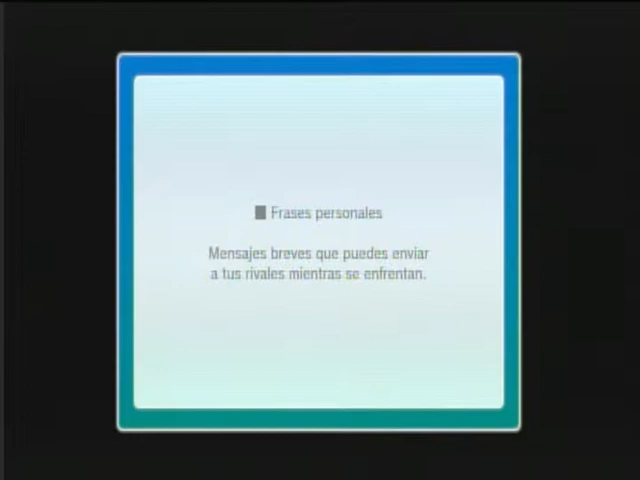 ■ Frases personales
Mensajes breves que puedes enviar
a tus rivales mientras se enfrentan.